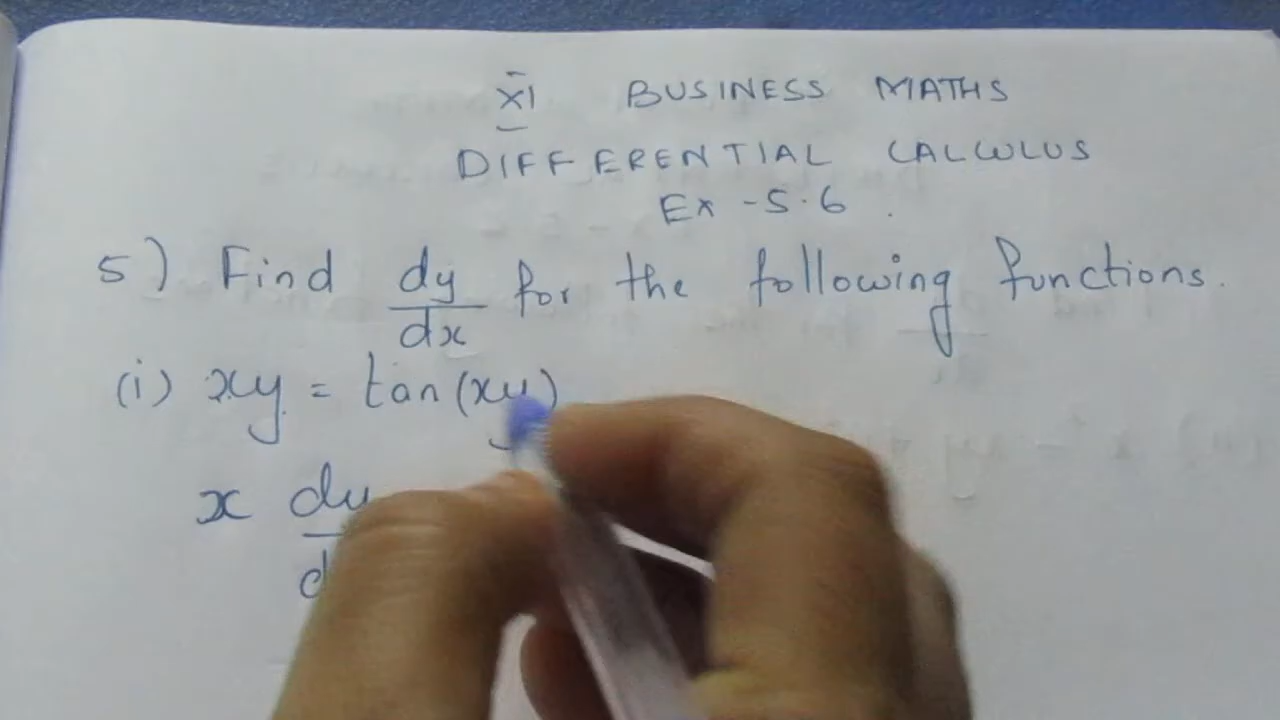 XI BUSINESS MATHS
DIFFERENTIAL CALCULUS
Ex - 5.6.
5) Find dy/dx for the following functions.
(i) xy = tan(xy)
x dy
d